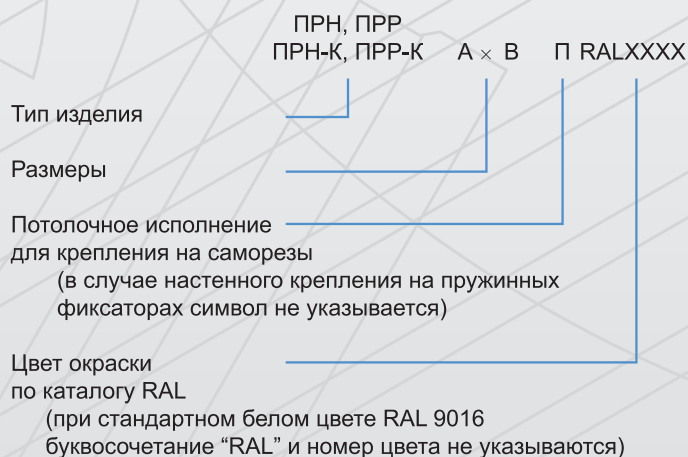 ПРН, ПРР
ПРН-К, ПРР-К А × В П RALXXXX
Тип изделия
Размеры
Потолочное исполнение
для крепления на саморезы
(в случае настенного крепления на пружинных
фиксаторах символ не указывается)
Цвет окраски
по каталогу RAL
(при стандартном белом цвете RAL 9016
буквосочетание “RAL” и номер цвета не указываются)